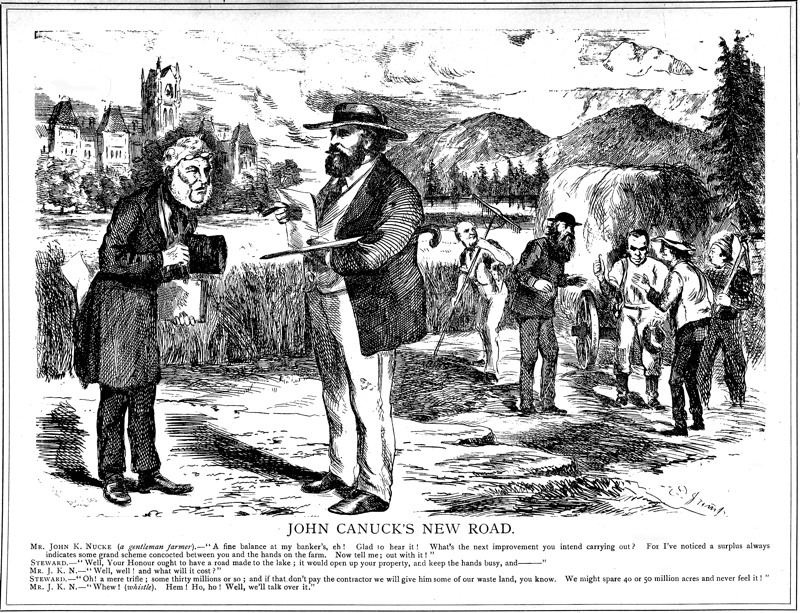 JOHN CANUCK'S NEW ROAD.
MR. JOHN K. NUCKE (a gentleman farmer).—"A fine balance at my banker's, eh! Glad to hear it! What's the next improvement you intend carrying out? For I've noticed a surplus always
indicates some grand scheme concocted between you and the hands on the farm. Now tell me; out with it!"
STEWARD.—"Well, Your Honour ought to have a road made to the lake; it would open up your property, and keep the hands busy, and———"
MR. J. K. N.—"Well, well! and what will it cost?"
STEWARD.—"Oh! a mere trifle; some thirty millions or so; and if that don't pay the contractor we will give him some of our waste land, you know. We might spare 40 or 50 million acres and never feel it!"
MR. J. K. N.—"Whew! (whistle). Hem! Ho, ho! Well, we'll talk over it."